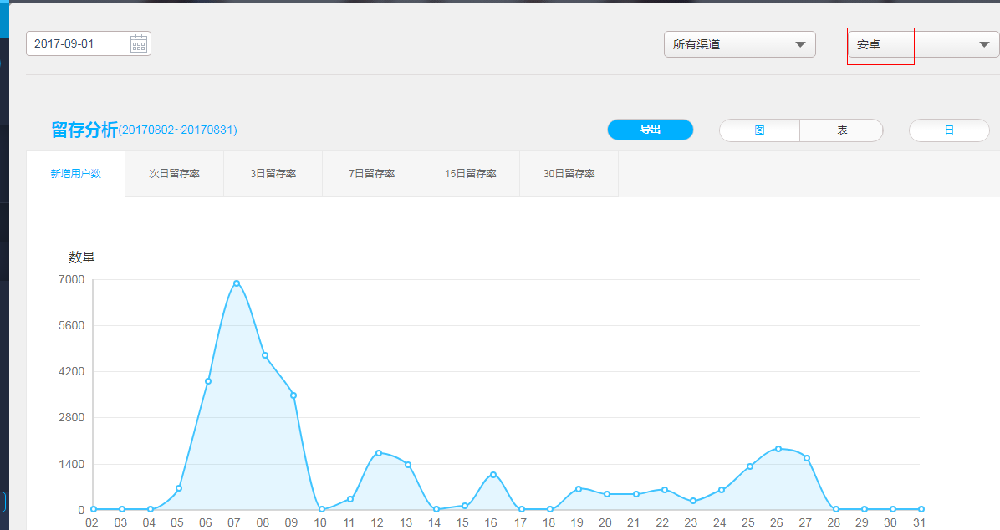 2017-09-01 所有渠道 安卓
留存分析(20170802~20170831) 导出 图 表 日
新增用户数 次日留存率 3日留存率 7日留存率 15日留存率 30日留存率
数量
7000
5600
4200
2800
1400
0
02 03 04 05 06 07 08 09 10 11 12 13 14 15 16 17 18 19 20 21 22 23 24 25 26 27 28 29 30 31